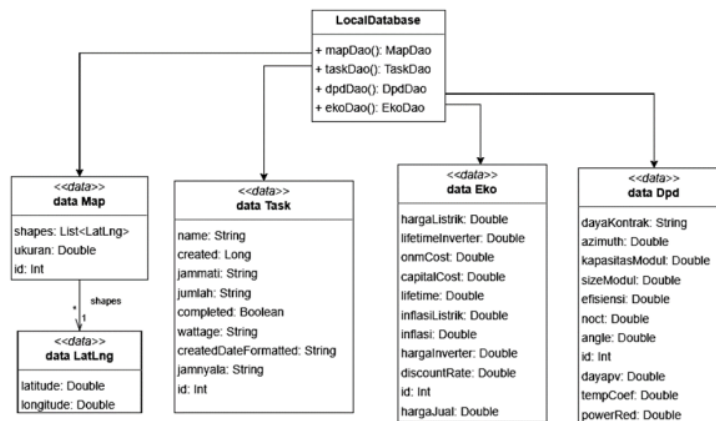 LocalDatabase
+ mapDao(): MapDao
+ taskDao(): TaskDao
+ dpdDao(): DpdDao
+ ekoDao(): EkoDao
<<data>>
data Map
shapes: List<LatLng>
ukuran: Double
id: Int
shapes
*
1
<<data>>
data LatLng
latitude: Double
longitude: Double
<<data>>
data Task
name: String
created: Long
jammati: String
jumlah: String
completed: Boolean
wattage: String
createdDateFormatted: String
jamnyala: String
id: Int
<<data>>
data Eko
hargaListrik: Double
lifetimeInverter: Double
onmCost: Double
capitalCost: Double
lifetime: Double
inflasiListrik: Double
inflasi: Double
hargaInverter: Double
discountRate: Double
id: Int
hargaJual: Double
<<data>>
data Dpd
dayaKontrak: String
azimuth: Double
kapasitasModul: Double
sizeModul: Double
efisiensi: Double
noct: Double
angle: Double
id: Int
dayapv: Double
tempCoef: Double
powerRed: Double